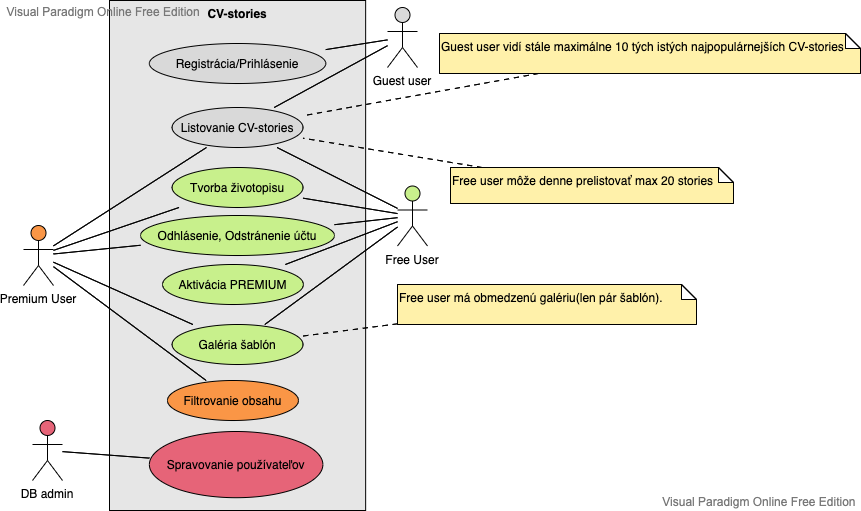 Visual Paradigm Online Free Edition
CV-stories
Guest user
Guest user vidí stále maximálne 10 tých istých najpopulárnejších CV-stories
Registrácia/Prihlásenie
Listovanie CV-stories
Free user môže denne prelistovať max 20 stories
Tvorba životopisu
Odhlásenie, Odstránenie účtu
Free User
Premium User
Aktivácia PREMIUM
Free user má obmedzenú galériu(len pár šablón).
Galéria šablón
Filtrovanie obsahu
Spravovanie používateľov
DB admin
Visual Paradigm Online Free Edition